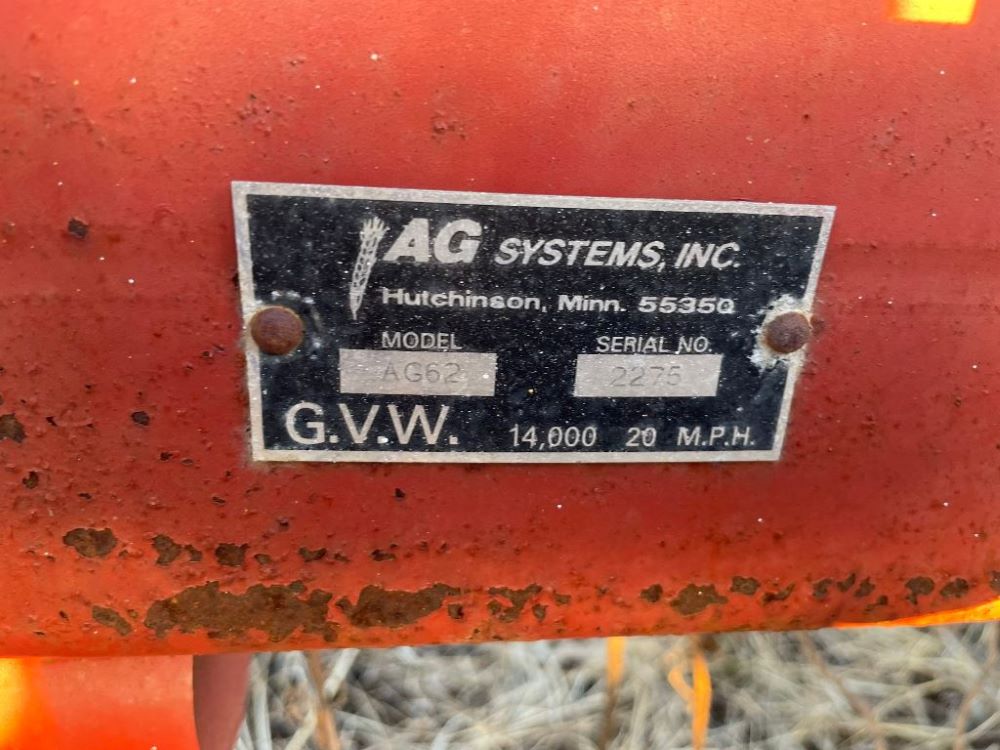 AG SYSTEMS, INC.
Hutchinson, Minn. 55350
MODEL SERIAL NO.
AG62 2275
G.V.W. 14,000 20 M.P.H.